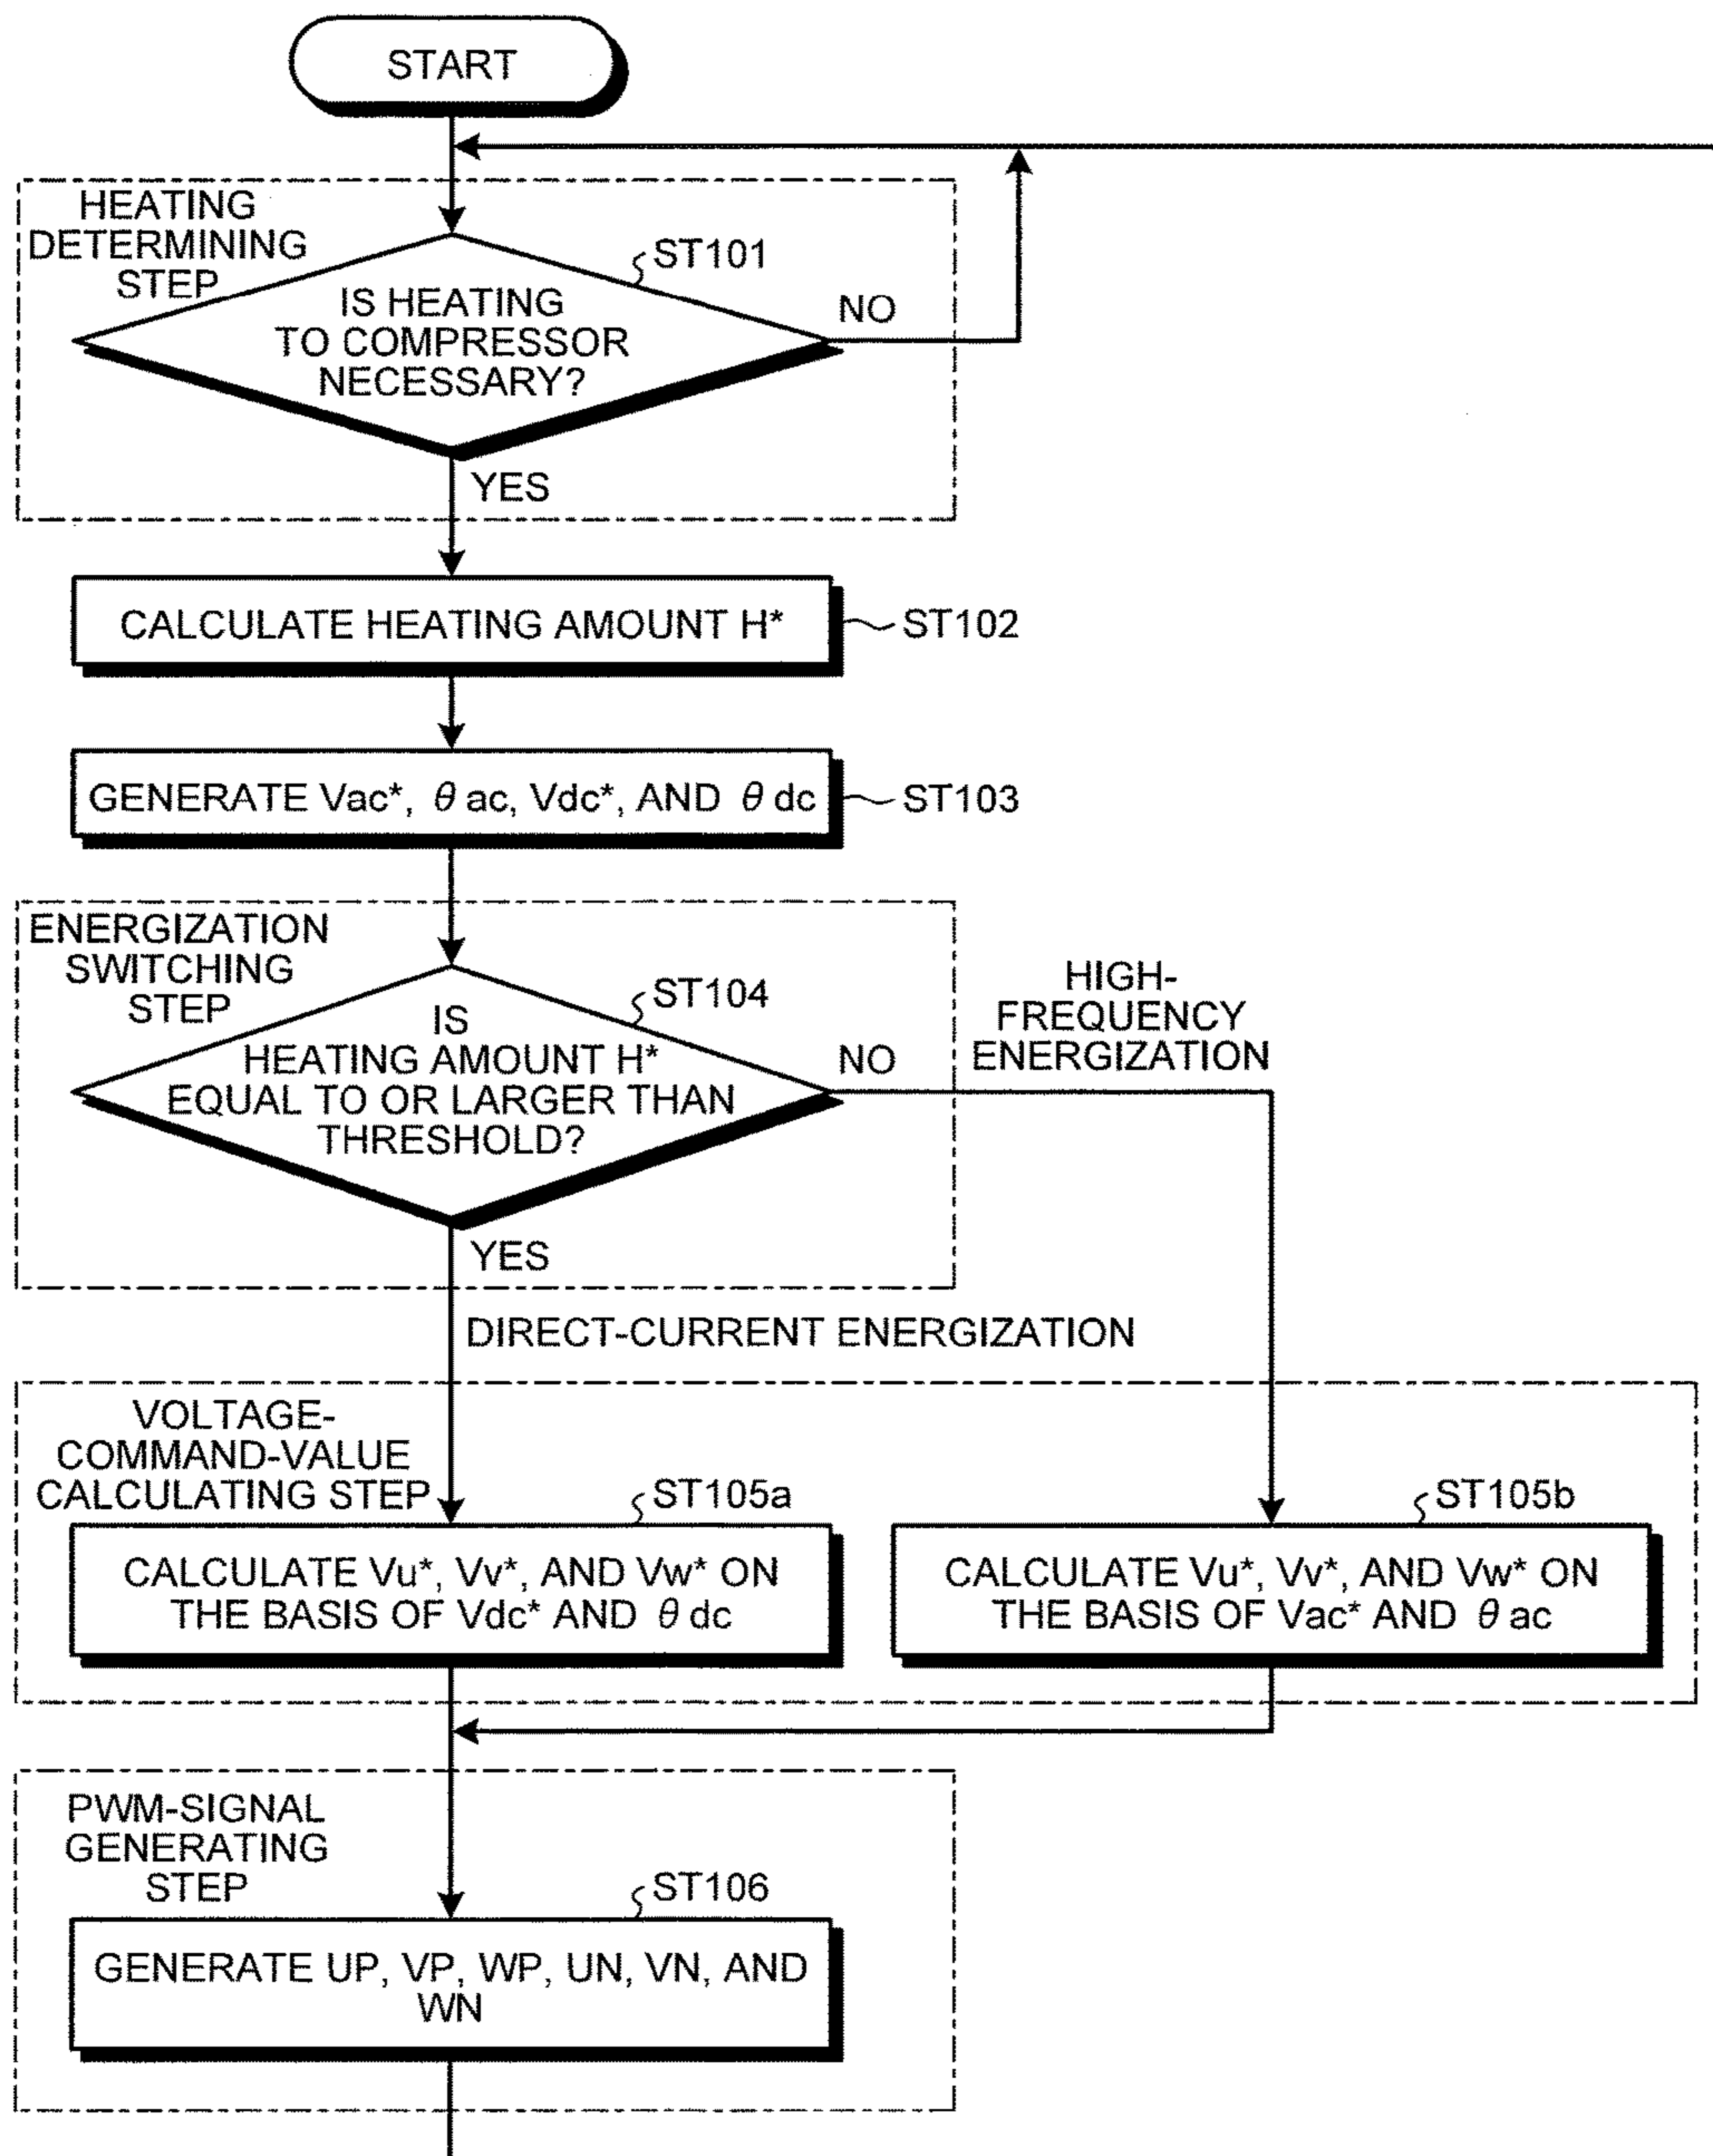 START
HEATING
DETERMINING
STEP
ST101
IS HEATING
TO COMPRESSOR
NECESSARY?
NO
YES
CALCULATE HEATING AMOUNT H*
ST102
GENERATE Vac*, θ ac, Vdc*, AND θ dc
ST103
ENERGIZATION
SWITCHING
STEP
ST104
IS
HEATING AMOUNT H*
EQUAL TO OR LARGER THAN
THRESHOLD?
NO
HIGH-
FREQUENCY
ENERGIZATION
YES
DIRECT-CURRENT ENERGIZATION
VOLTAGE-
COMMAND-VALUE
CALCULATING STEP
ST105a
CALCULATE Vu*, Vv*, AND Vw* ON
THE BASIS OF Vdc* AND θ dc
ST105b
CALCULATE Vu*, Vv*, AND Vw* ON
THE BASIS OF Vac* AND θ ac
PWM-SIGNAL
GENERATING
STEP
ST106
GENERATE UP, VP, WP, UN, VN, AND
WN